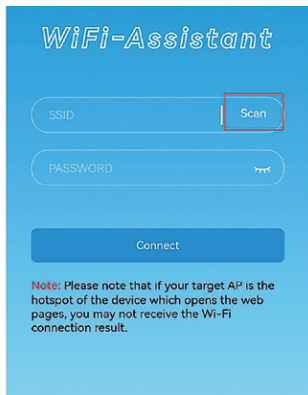 WiFi-Assistant
SSID
Scan
PASSWORD
Connect
Note: Please note that if your target AP is the
hotspot of the device which opens the web
pages, you may not receive the Wi-Fi
connection result.